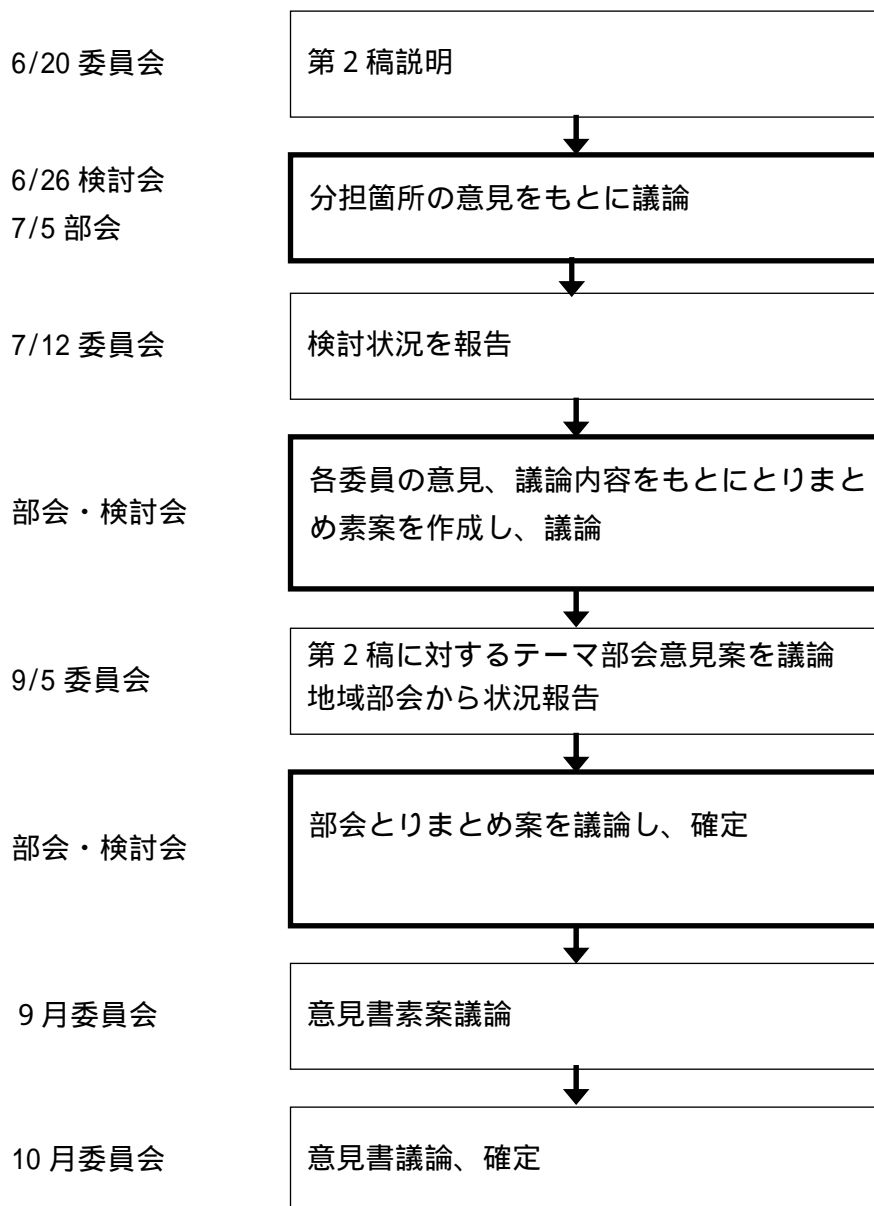 6/20 委員会
第2稿説明
6/26 検討会
7/5 部会
分担箇所の意見をもとに議論
7/12 委員会
検討状況を報告
部会・検討会
各委員の意見、議論内容をもとにとりまと
め素案を作成し、議論
9/5 委員会
第2稿に対するテーマ部会意見案を議論
地域部会から状況報告
部会・検討会
部会とりまとめ案を議論し、確定
9月委員会
意見書素案議論
10月委員会
意見書議論、確定